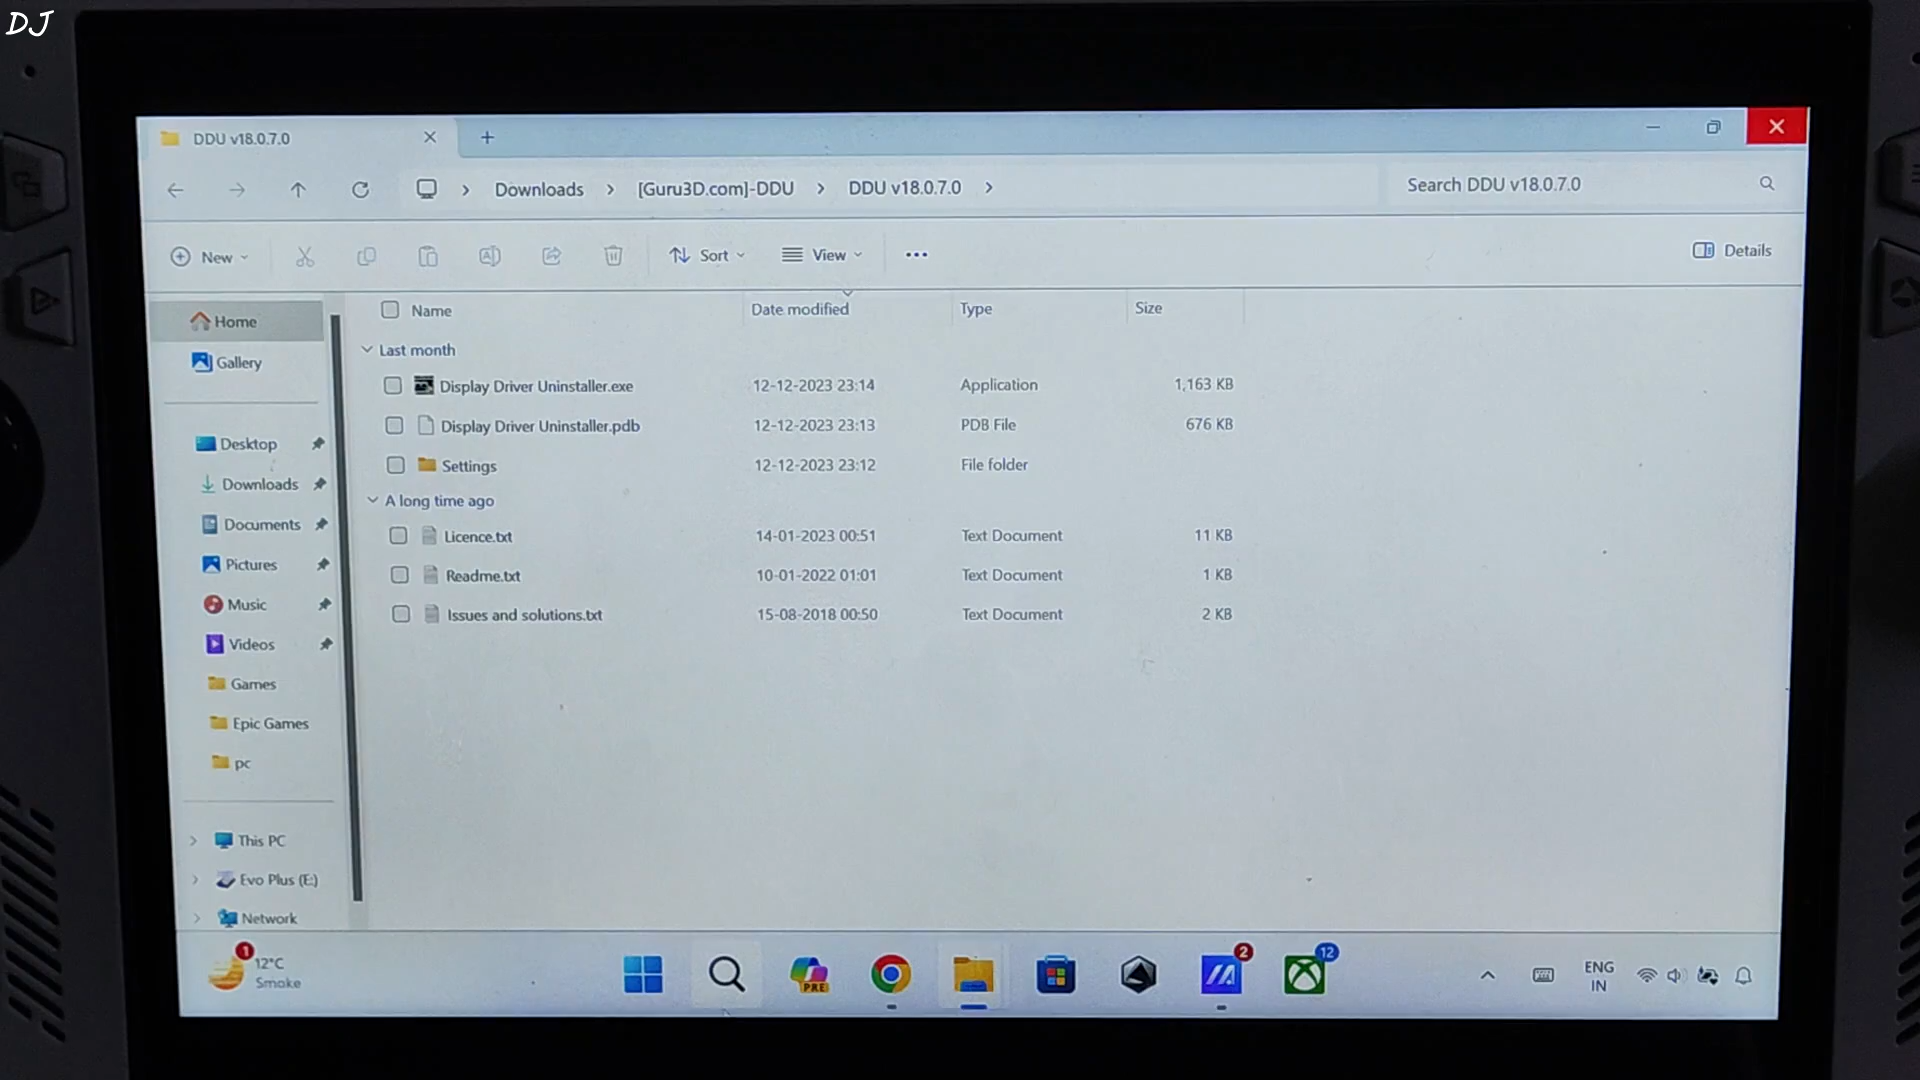 DJ
DDU v18.0.7.0
Downloads > [Guru3D.com]-DDU > DDU v18.0.7.0 >
Search DDU v18.0.7.0
New
Sort
View
Details
Name Date modified Type Size
Home
Gallery
Desktop
Downloads
Documents
Pictures
Music
Videos
Games
Epic Games
pc
This PC
Evo Plus (E:)
Network
Last month
Display Driver Uninstaller.exe 12-12-2023 23:14 Application 1,163 KB
Display Driver Uninstaller.pdb 12-12-2023 23:13 PDB File 676 KB
Settings 12-12-2023 23:12 File folder
A long time ago
Licence.txt 14-01-2023 00:51 Text Document 11 KB
Readme.txt 10-01-2022 01:01 Text Document 1 KB
Issues and solutions.txt 15-08-2018 00:50 Text Document 2 KB
1
12°C
Smoke
PRE
2
12
ENG
IN